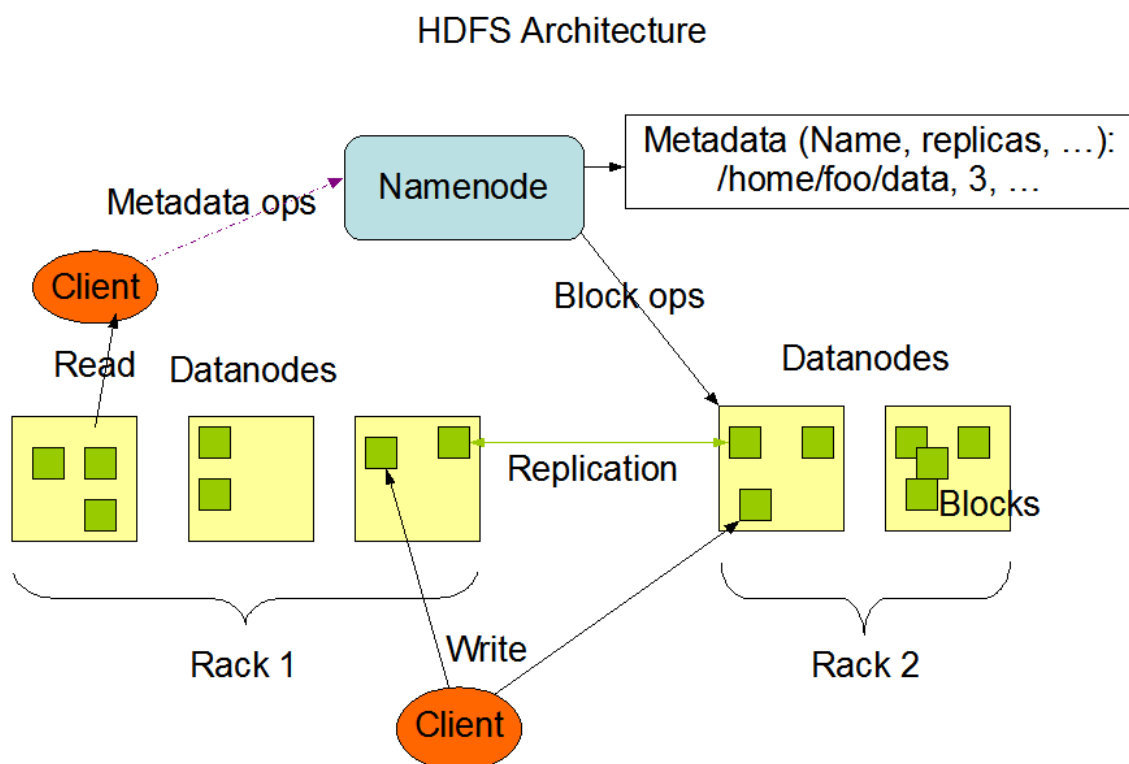 HDFS Architecture
Metadata (Name, replicas, …):
/home/foo/data, 3, …
Namenode
Metadata ops
Client
Block ops
Read
Datanodes
Datanodes
Replication
Blocks
Rack 1
Write
Rack 2
Client